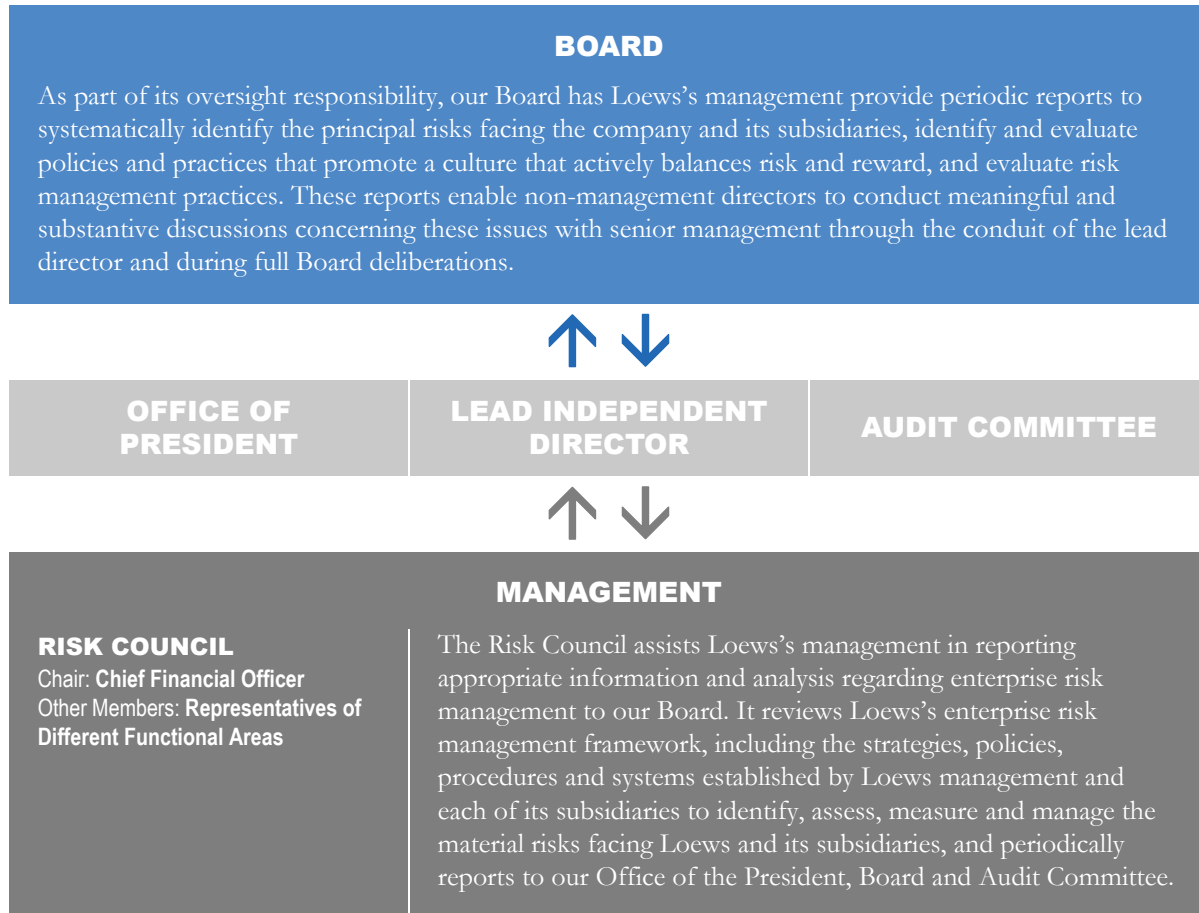 BOARD
As part of its oversight responsibility, our Board has Loews's management provide periodic reports to
systematically identify the principal risks facing the company and its subsidiaries, identify and evaluate
policies and practices that promote a culture that actively balances risk and reward, and evaluate risk
management practices. These reports enable non-management directors to conduct meaningful and
substantive discussions concerning these issues with senior management through the conduit of the lead
director and during full Board deliberations.
OFFICE OF
PRESIDENT
LEAD INDEPENDENT
DIRECTOR
AUDIT COMMITTEE
MANAGEMENT
RISK COUNCIL
Chair: Chief Financial Officer
Other Members: Representatives of
Different Functional Areas
The Risk Council assists Loews's management in reporting
appropriate information and analysis regarding enterprise risk
management to our Board. It reviews Loews's enterprise risk
management framework, including the strategies, policies,
procedures and systems established by Loews management and
each of its subsidiaries to identify, assess, measure and manage the
material risks facing Loews and its subsidiaries, and periodically
reports to our Office of the President, Board and Audit Committee.